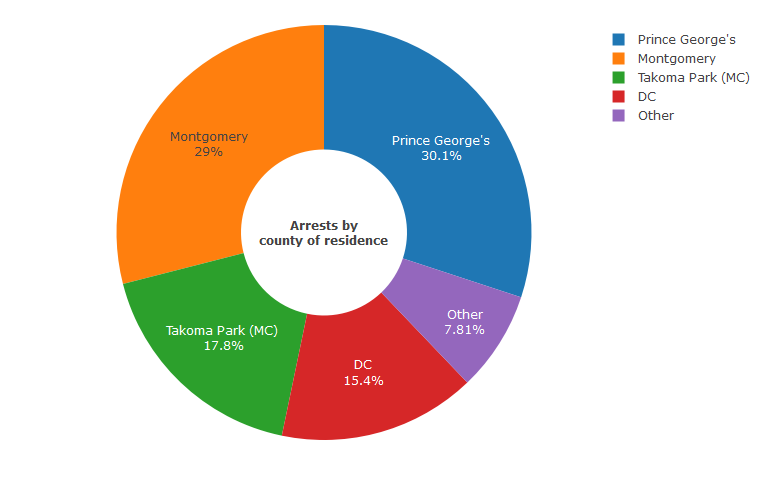 Prince George's
Montgomery
Takoma Park (MC)
DC
Other
Montgomery
29%
Prince George's
30.1%
Arrests by
county of residence
Takoma Park (MC)
17.8%
Other
7.81%
DC
15.4%